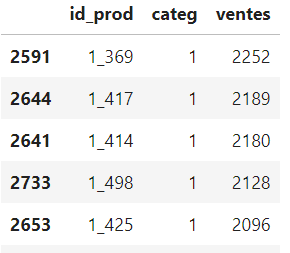 id_prod categ ventes
2591 1_369 1 2252
2644 1_417 1 2189
2641 1_414 1 2180
2733 1_498 1 2128
2653 1_425 1 2096